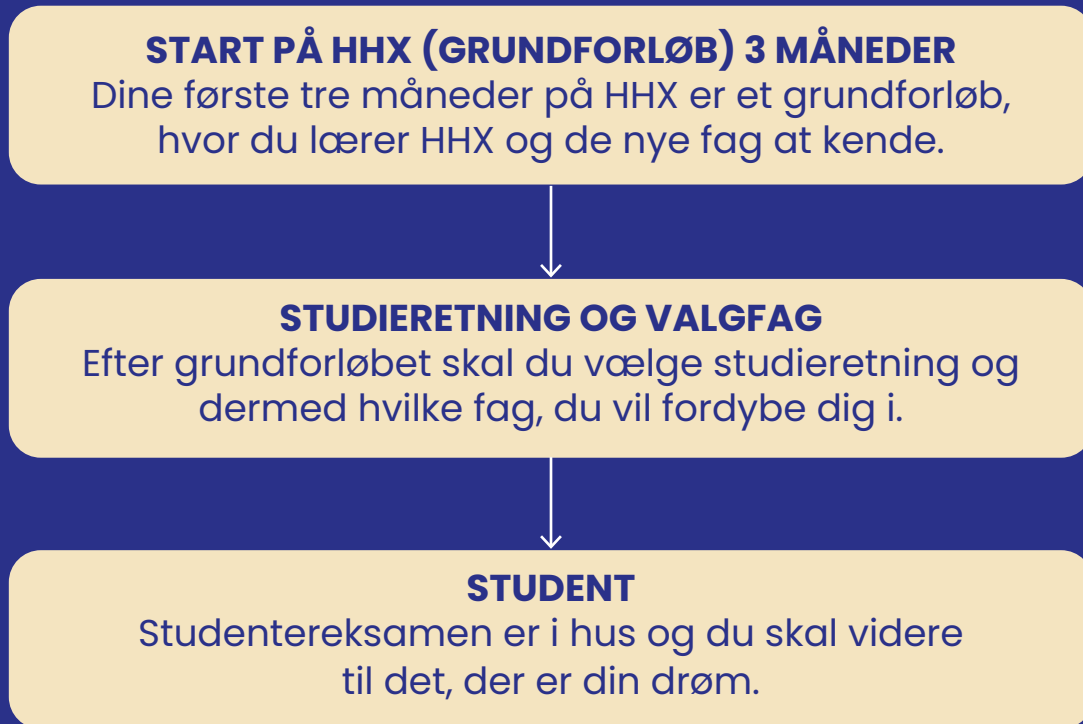 START PÅ HHX (GRUNDFORLØB) 3 MÅNEDER
Dine første tre måneder på HHX er et grundforløb,
hvor du lærer HHX og de nye fag at kende.
STUDIERETNING OG VALGFAG
Efter grundforløbet skal du vælge studieretning og
dermed hvilke fag, du vil fordybe dig i.
STUDENT
Studentereksamen er i hus og du skal videre
til det, der er din drøm.